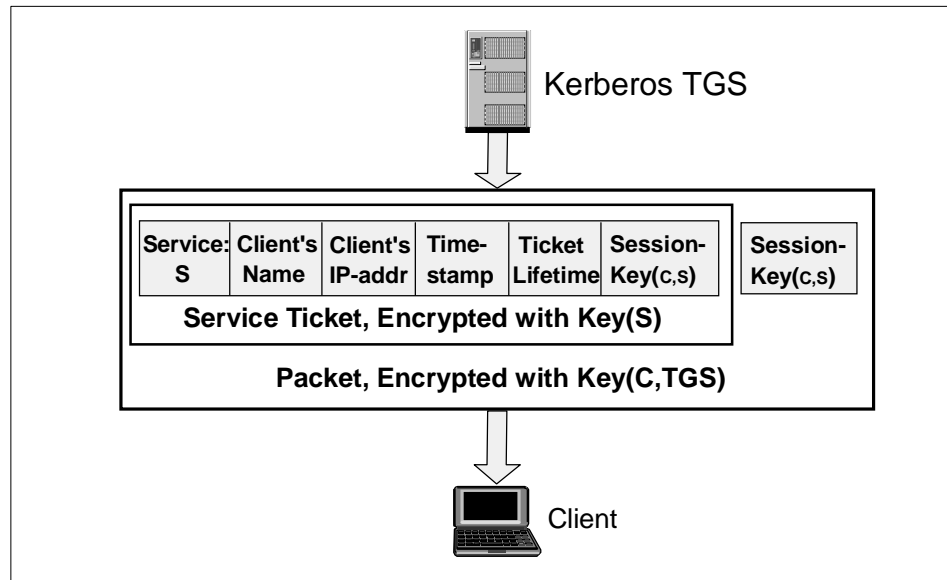 Kerberos TGS
Service: S
Client's Name
Client's IP-addr
Time-stamp
Ticket Lifetime
Session-Key(C,S)
Session-Key(C,S)
Service Ticket, Encrypted with Key(S)
Packet, Encrypted with Key(C,TGS)
Client